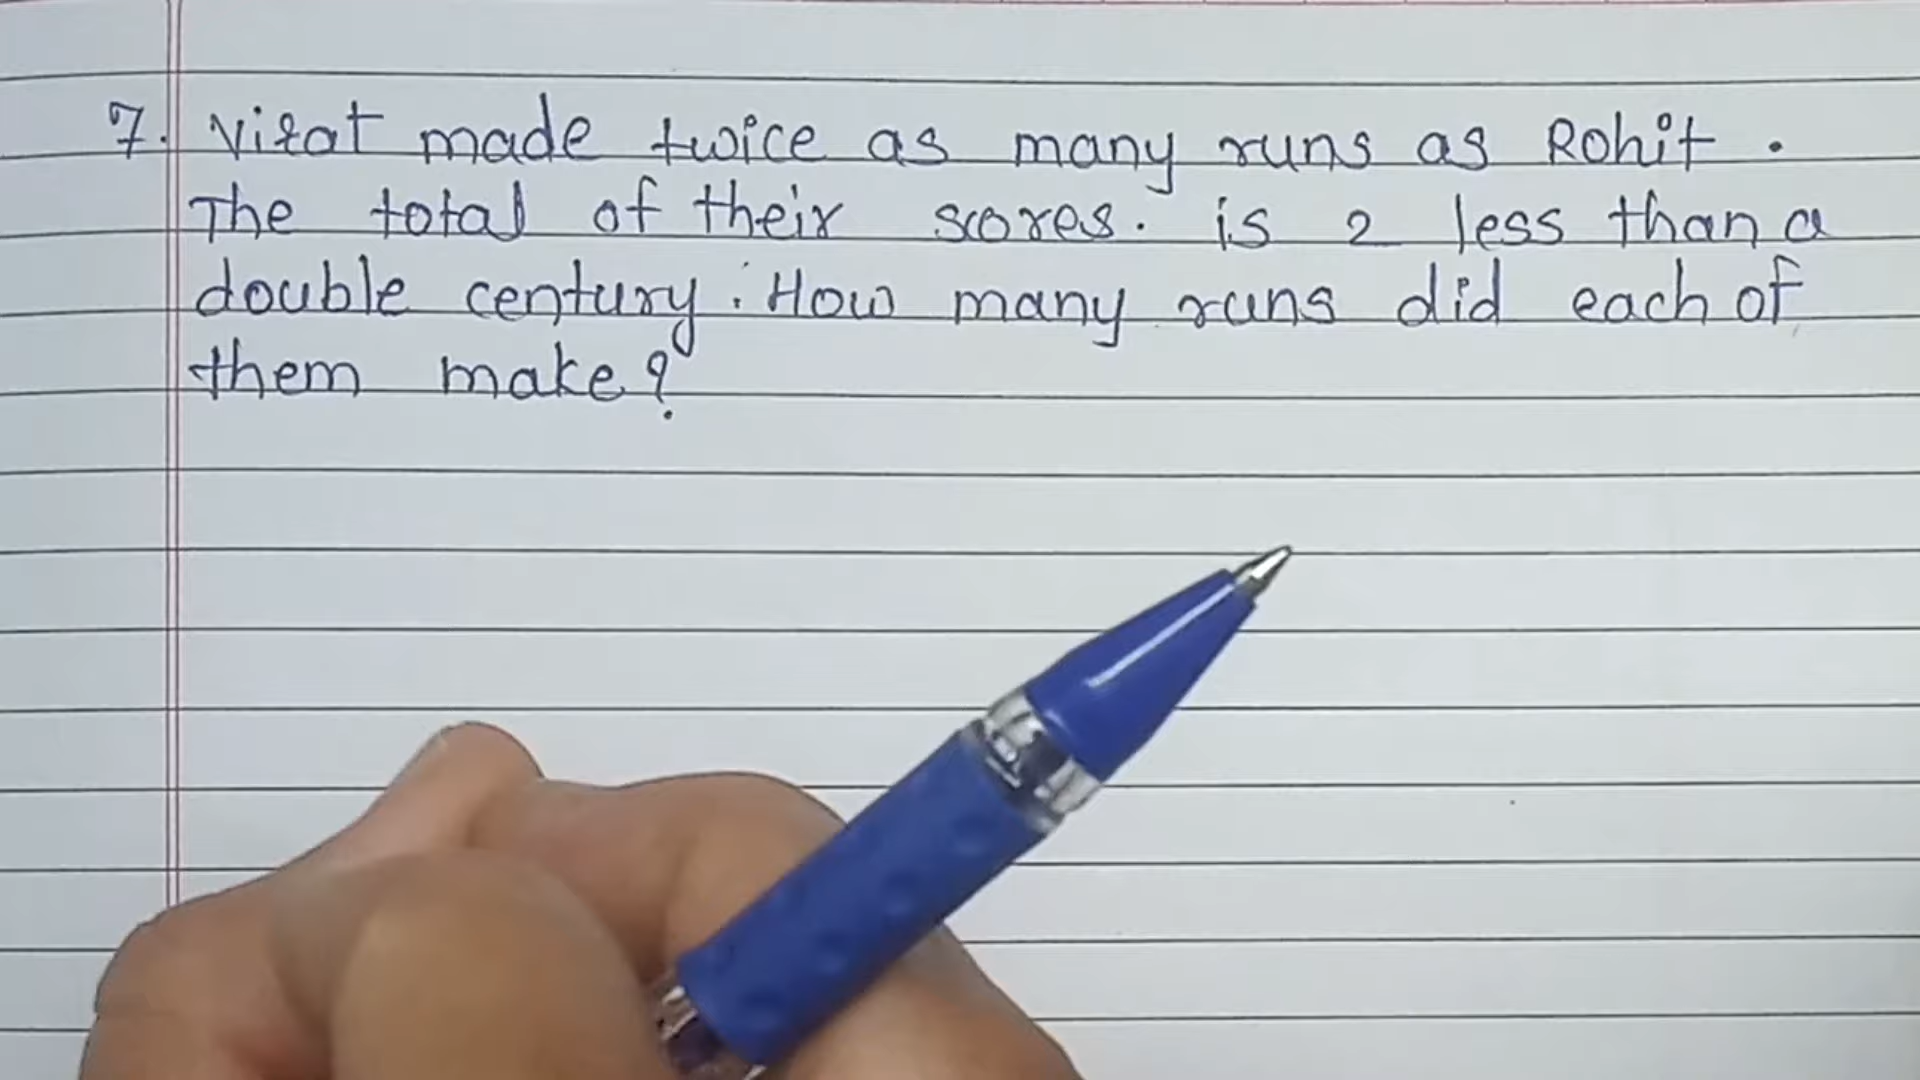 7. Virat made twice as many runs as Rohit .
The total of their scores. is 2 less than a
double century. How many runs did each of
them make?